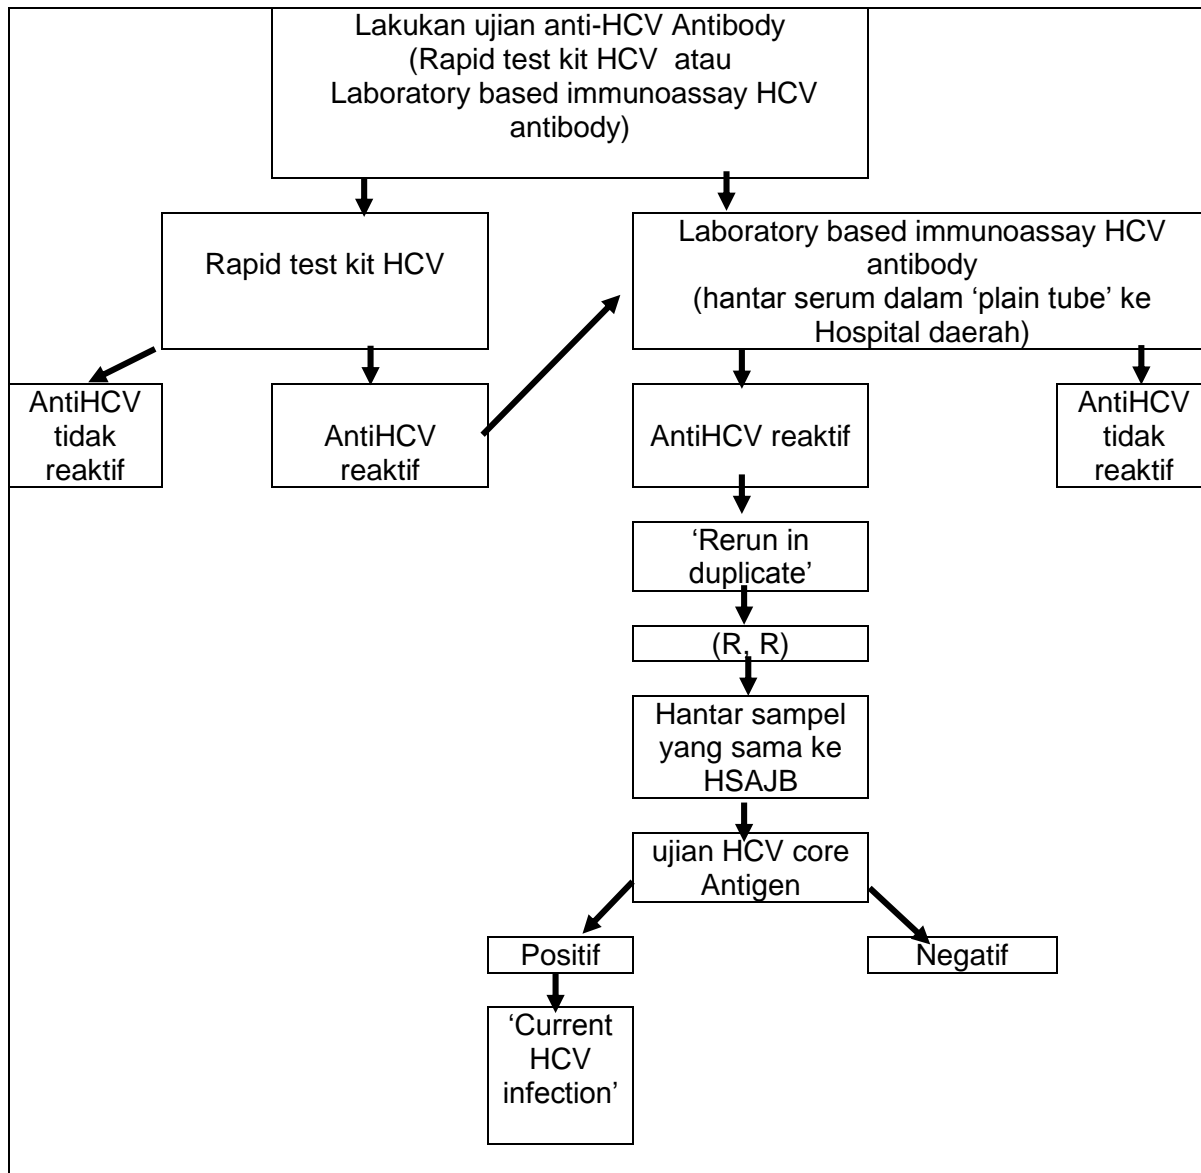 Lakukan ujian anti-HCV Antibody
(Rapid test kit HCV atau
Laboratory based immunoassay HCV
antibody)
Rapid test kit HCV
Laboratory based immunoassay HCV
antibody
(hantar serum dalam ‘plain tube’ ke
Hospital daerah)
AntiHCV
tidak
reaktif
AntiHCV
reaktif
AntiHCV reaktif
AntiHCV
tidak
reaktif
‘Rerun in
duplicate’
(R, R)
Hantar sampel
yang sama ke
HSAJB
ujian HCV core
Antigen
Positif
Negatif
‘Current
HCV
infection’